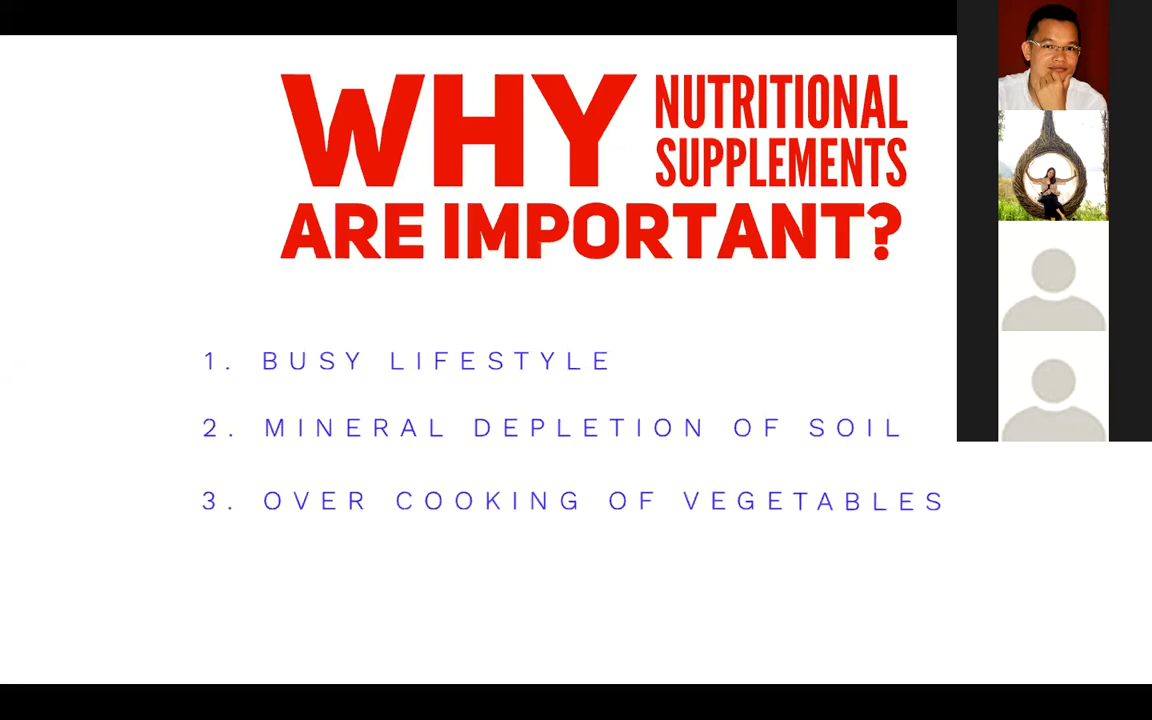 WHY NUTRITIONAL
SUPPLEMENTS
ARE IMPORTANT?
1. BUSY LIFESTYLE
2. MINERAL DEPLETION OF SOIL
3. OVER COOKING OF VEGETABLES